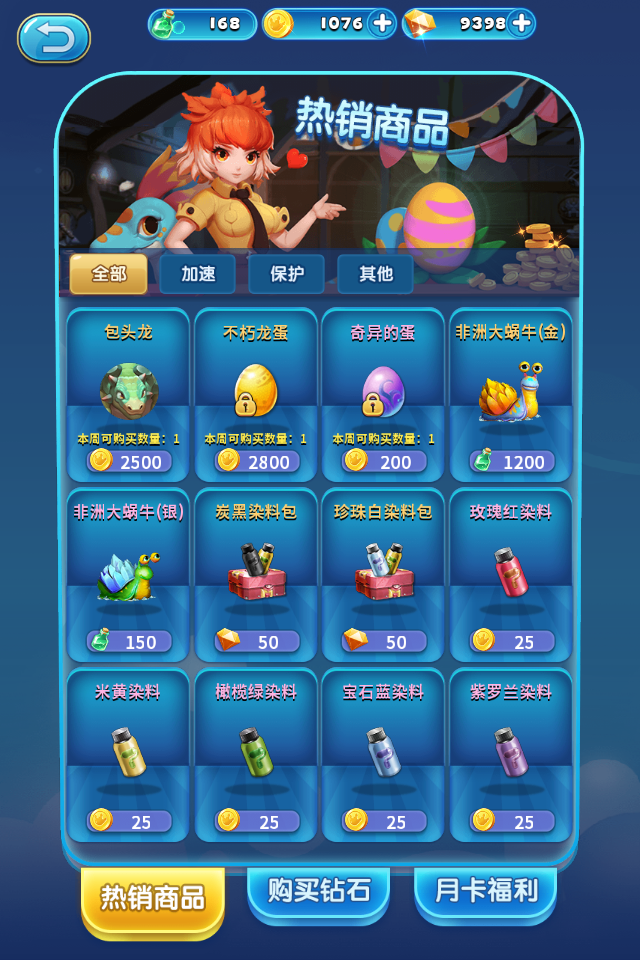 168 1076 9398
热销商品
全部 加速 保护 其他
包头龙 不朽龙蛋 奇异的蛋 非洲大蜗牛(金)
本周可购买数量：1 本周可购买数量：1 本周可购买数量：1
2500 2800 200 1200
非洲大蜗牛(银) 炭黑染料包 珍珠白染料包 玫瑰红染料
150 50 50 25
米黄染料 橄榄绿染料 宝石蓝染料 紫罗兰染料
25 25 25 25
热销商品 购买钻石 月卡福利